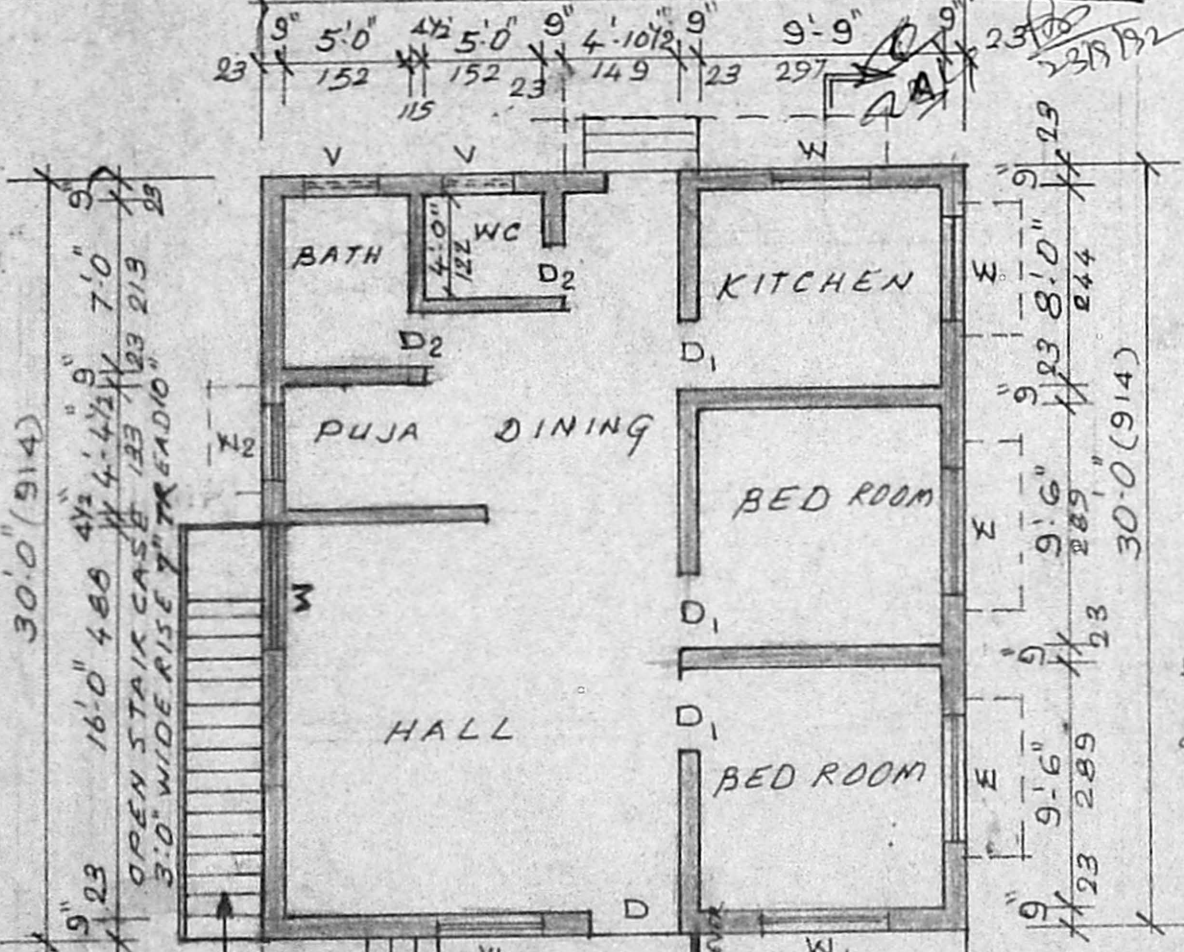 9" 5'-0" 4½ 5'-0" 9" 4'-10½" 9" 9'-9" 9"
23 152 115 152 23 149 23 297 23
23/9/92
A
V V W
BATH
4'-0"
122
WC
D2
KITCHEN
D2
D1
W2
PUJA
DINING
BED ROOM
W
D1
HALL
D1
BED ROOM
D
W W
30'-0" (914)
9" 7'-0" 9" 4'-4½" 4½" 16'-0" 9"
23 213 23 133 488 23
OPEN STAIR CASE
3'-0" WIDE RISE 7" TREAD 10"
W W W
9" 8'-0" 9" 9'-6" 9" 9'-6" 9"
23 244 23 289 23 289 23
30'-0" (914)